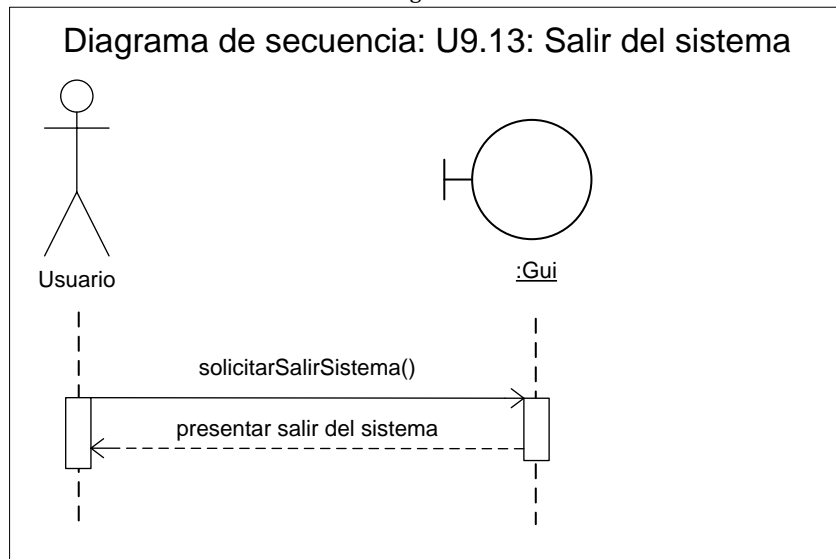 Diagrama de secuencia: U9.13: Salir del sistema
Usuario
:Gui
solicitarSalirSistema()
presentar salir del sistema